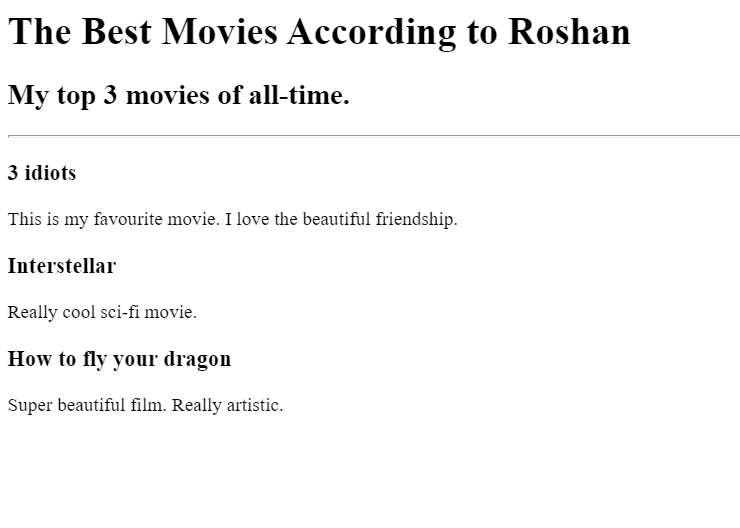 The Best Movies According to Roshan
My top 3 movies of all-time.
3 idiots
This is my favourite movie. I love the beautiful friendship.
Interstellar
Really cool sci-fi movie.
How to fly your dragon
Super beautiful film. Really artistic.